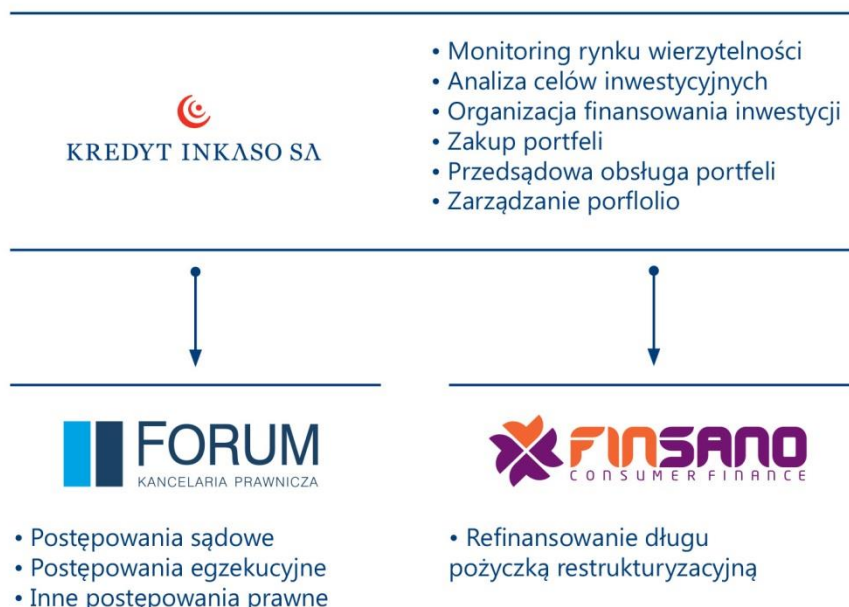 KREDYT INKASO SA
• Monitoring rynku wierzytelności
• Analiza celów inwestycyjnych
• Organizacja finansowania inwestycji
• Zakup portfeli
• Przedsądowa obsługa portfeli
• Zarządzanie porflolio
FORUM
KANCELARIA PRAWNICZA
• Postępowania sądowe
• Postępowania egzekucyjne
• Inne postępowania prawne
FINSANO
CONSUMER FINANCE
• Refinansowanie długu
pożyczką restrukturyzacyjną